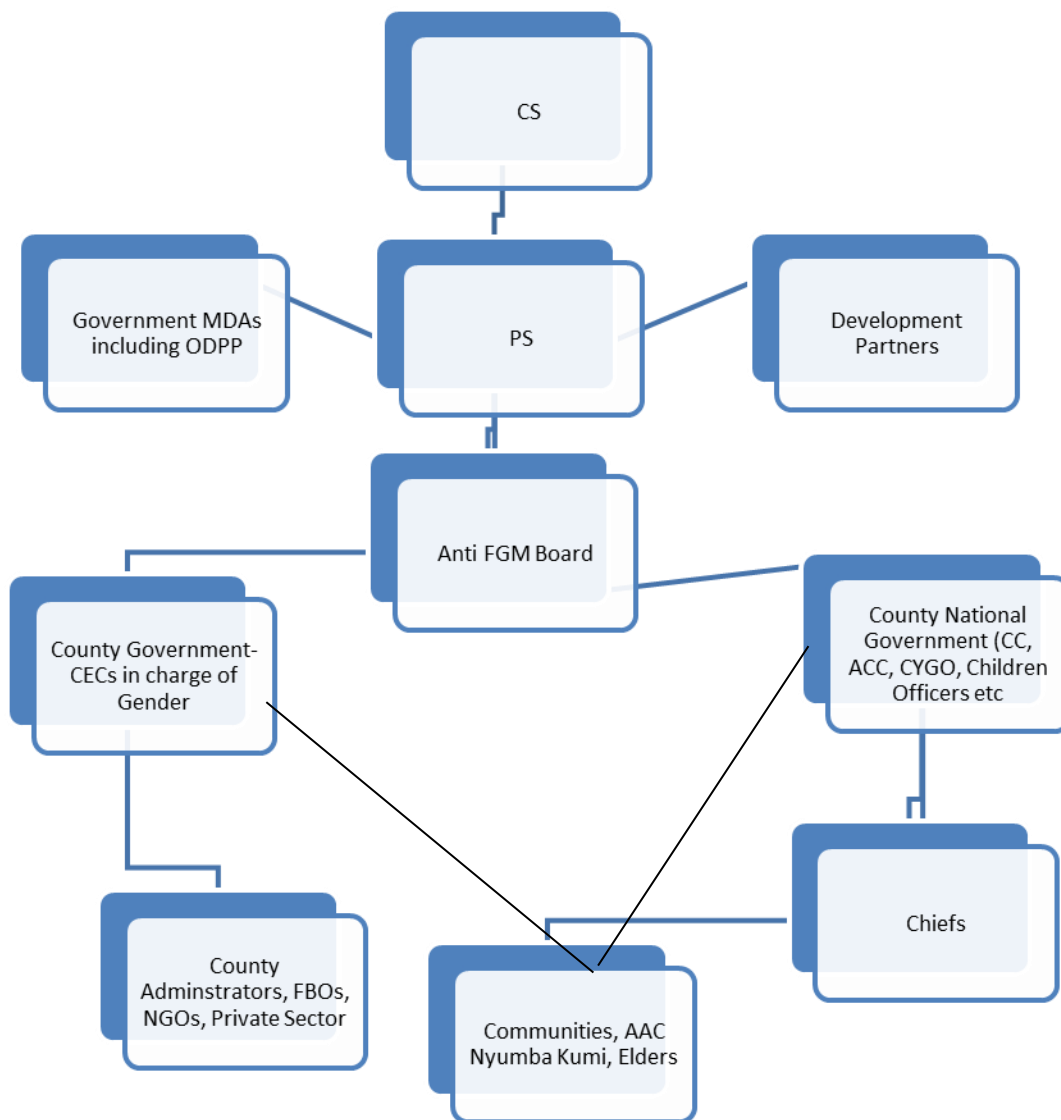 CS
Government MDAs
including ODPP
PS
Development
Partners
Anti FGM Board
County Government-
CECs in charge of
Gender
County National
Government (CC,
ACC, CYGO, Children
Officers etc
Chiefs
County
Adminstrators, FBOs,
NGOs, Private Sector
Communities, AAC
Nyumba Kumi, Elders